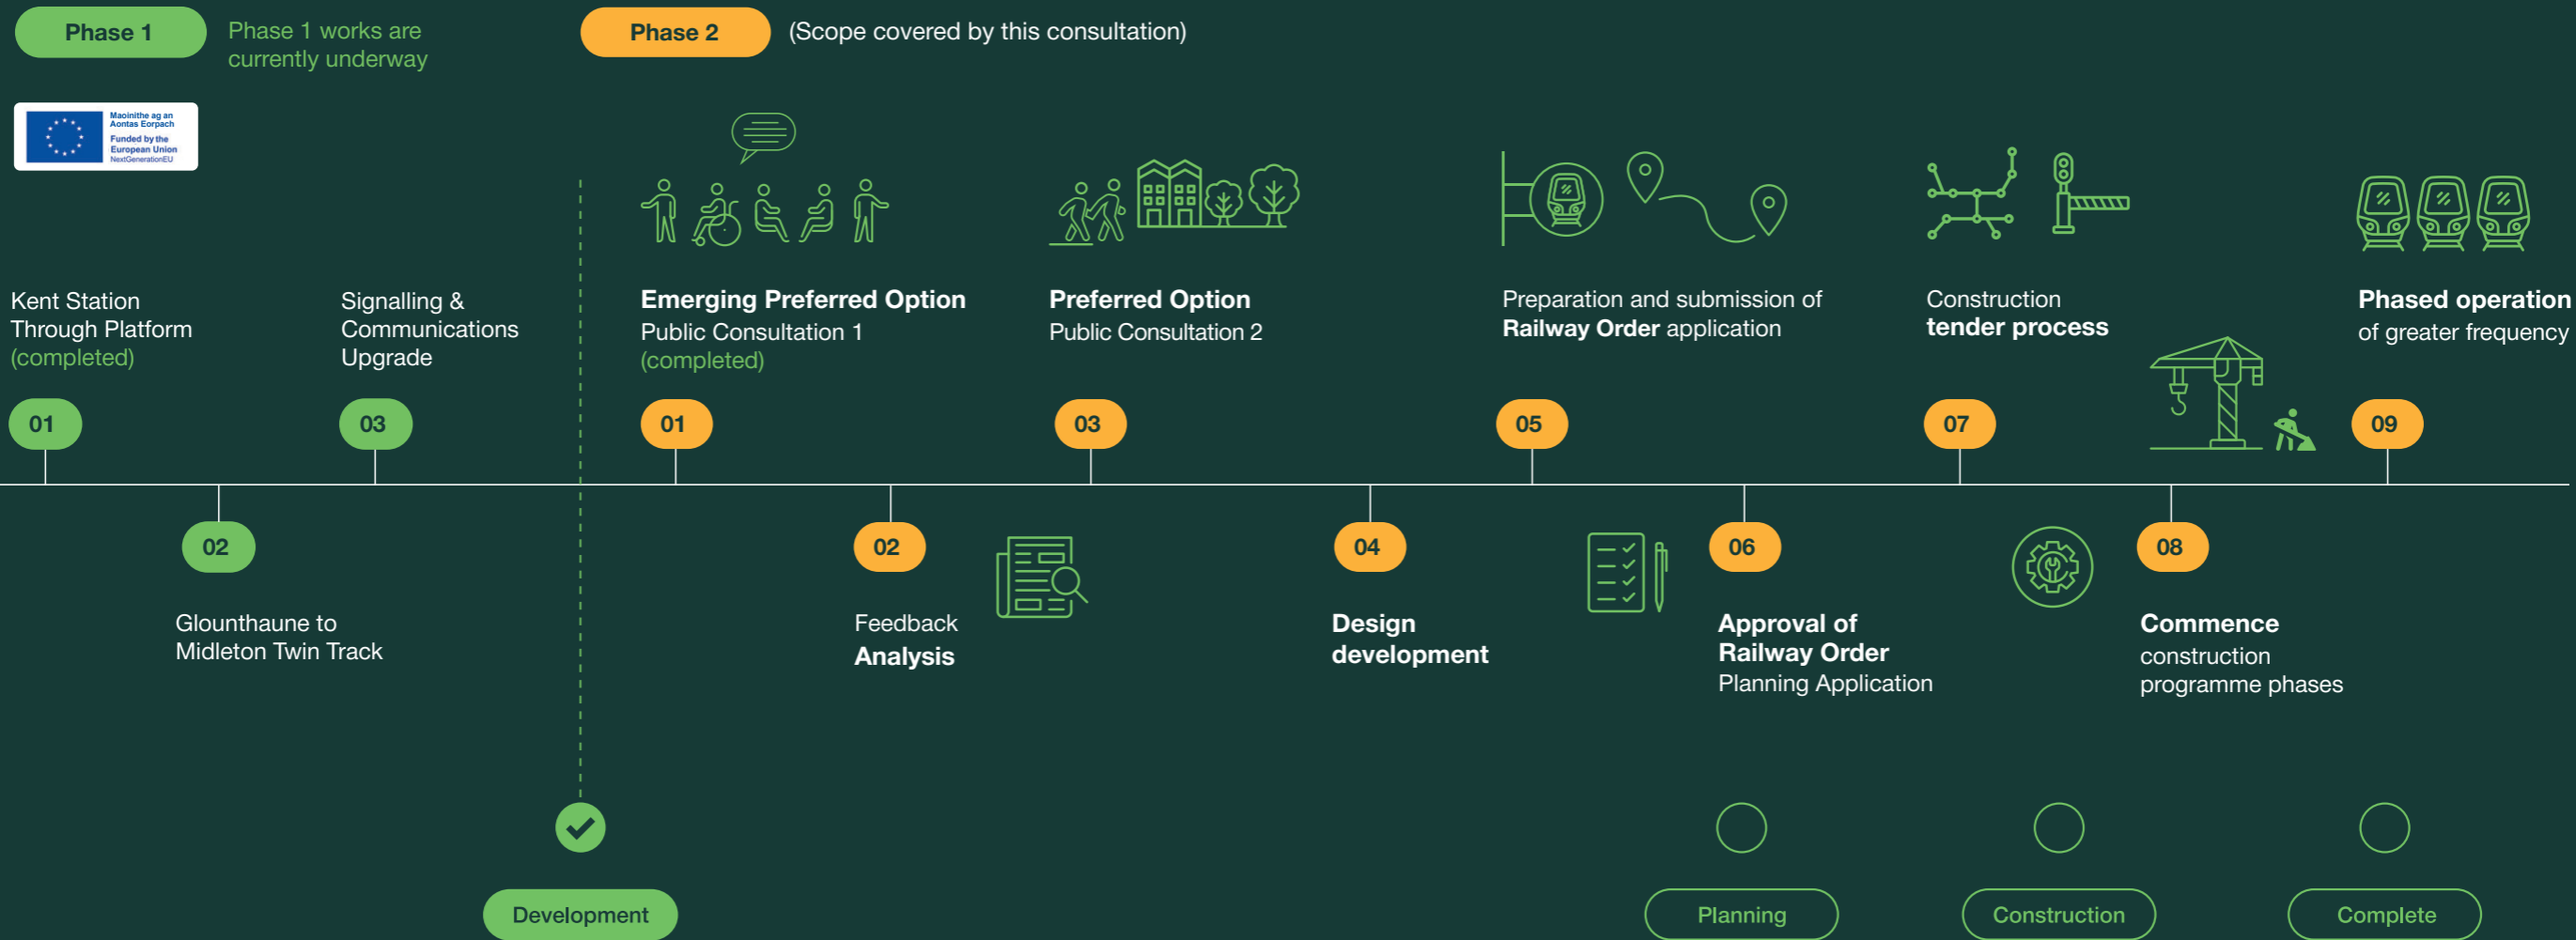 Phase 1
Phase 1 works are
currently underway
Phase 2
(Scope covered by this consultation)
Maoinithe ag an
Aontas Eorpach
Funded by the
European Union
NextGenerationEU
Kent Station
Through Platform
(completed)
01
02
Glounthaune to
Midleton Twin Track
Signalling &
Communications
Upgrade
03
Emerging Preferred Option
Public Consultation 1
(completed)
01
02
Feedback
Analysis
Preferred Option
Public Consultation 2
03
04
Design
development
Preparation and submission of
Railway Order application
05
06
Approval of
Railway Order
Planning Application
Construction
tender process
07
08
Commence
construction
programme phases
Phased operation
of greater frequency
09
Development
Planning
Construction
Complete